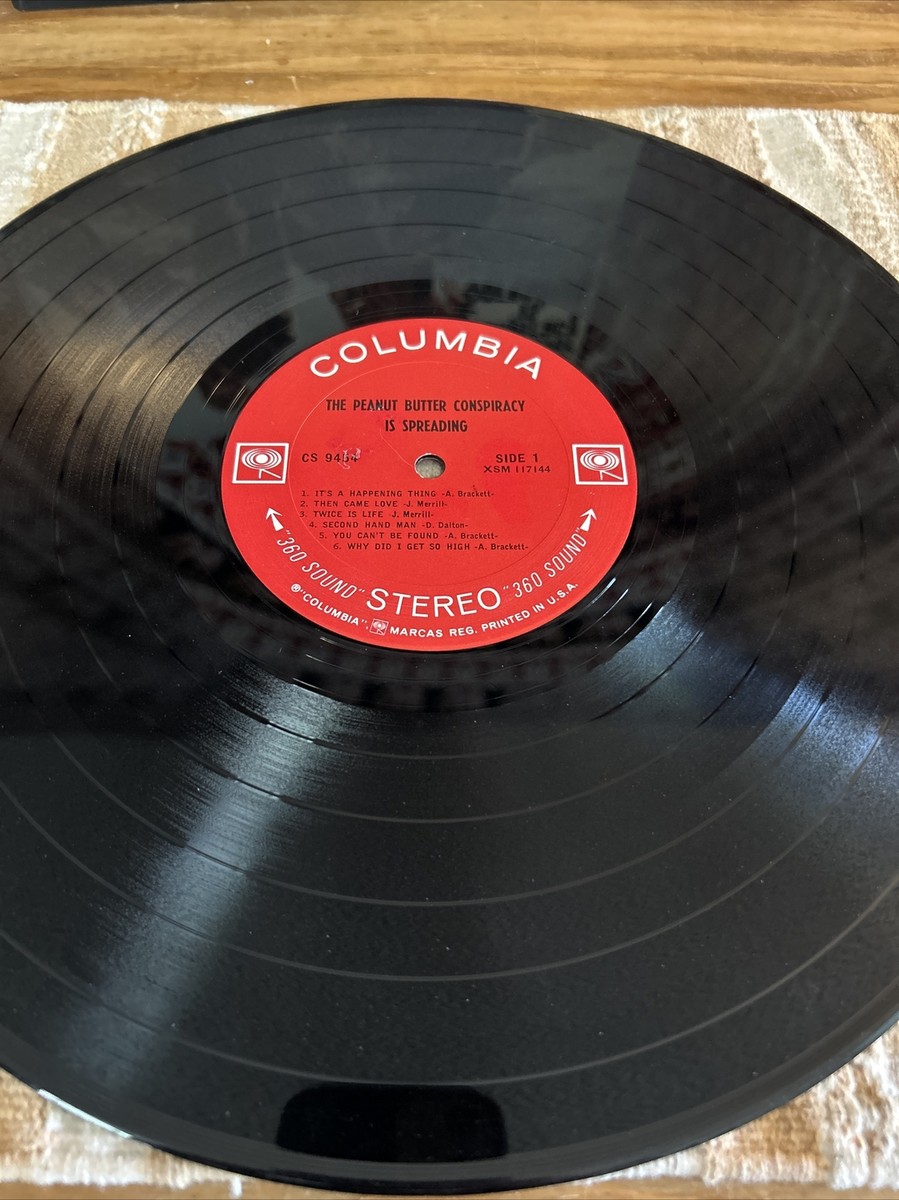 COLUMBIA
THE PEANUT BUTTER CONSPIRACY
IS SPREADING
CS 9454
SIDE 1
XSM 117144
1. IT'S A HAPPENING THING -A. Brackett-
2. THEN CAME LOVE -J. Merrill-
3. TWICE IS LIFE -J. Merrill-
4. SECOND HAND MAN -D. Dalton-
5. YOU CAN'T BE FOUND -A. Brackett-
6. WHY DID I GET SO HIGH -A. Brackett-
"360 SOUND" STEREO "360 SOUND"
®"COLUMBIA", MARCAS REG. PRINTED IN U.S.A.